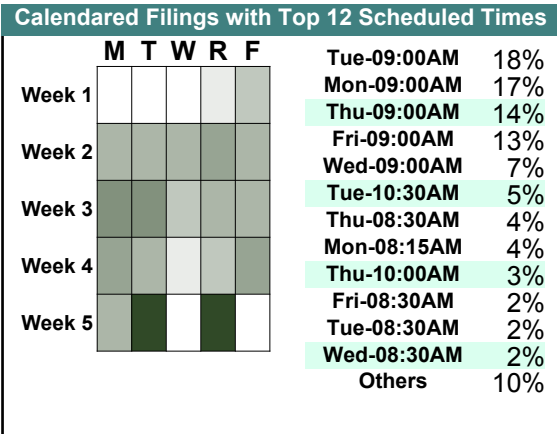 Calendared Filings with Top 12 Scheduled Times
M T W R F
Week 1
Week 2
Week 3
Week 4
Week 5
Tue-09:00AM 18%
Mon-09:00AM 17%
Thu-09:00AM 14%
Fri-09:00AM 13%
Wed-09:00AM 7%
Tue-10:30AM 5%
Thu-08:30AM 4%
Mon-08:15AM 4%
Thu-10:00AM 3%
Fri-08:30AM 2%
Tue-08:30AM 2%
Wed-08:30AM 2%
Others 10%